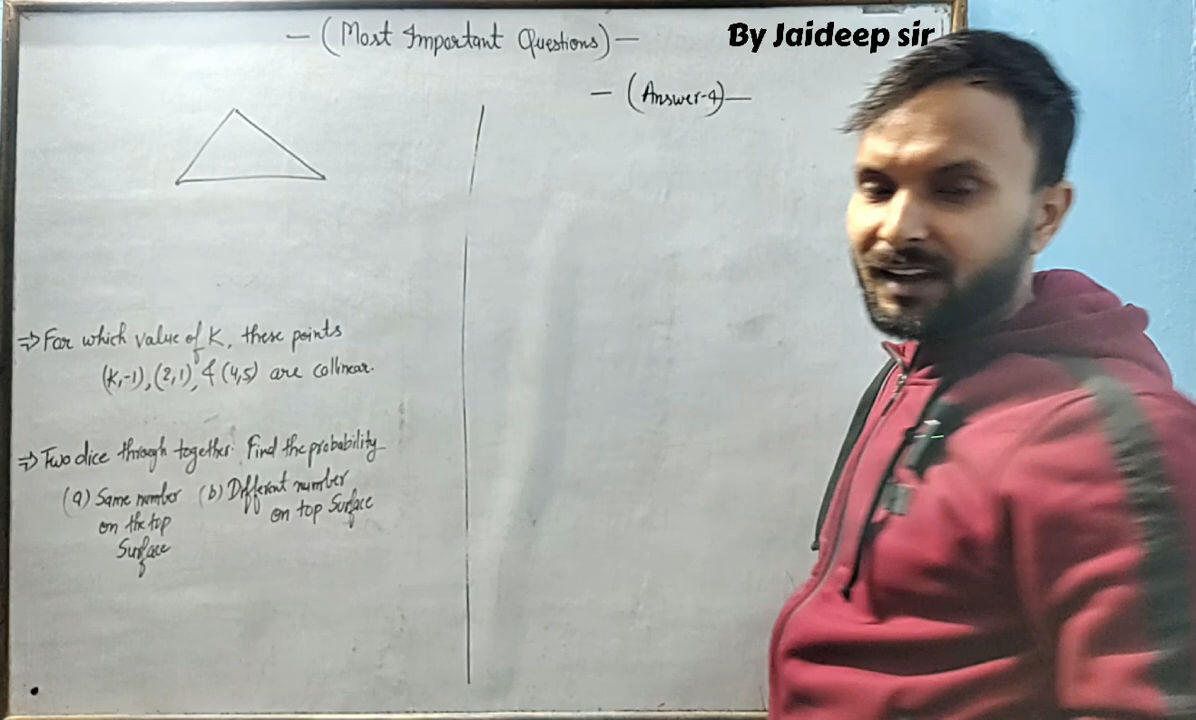 - (Most Important Questions) -
By Jaideep sir
- (Answer-4) -
⇒ For which value of K, these points
(K,-1), (2,1), & (4,5) are collinear.
⇒ Two dice through together. Find the probability
(a) Same number
on the top
Surface
(b) Different number
on top Surface